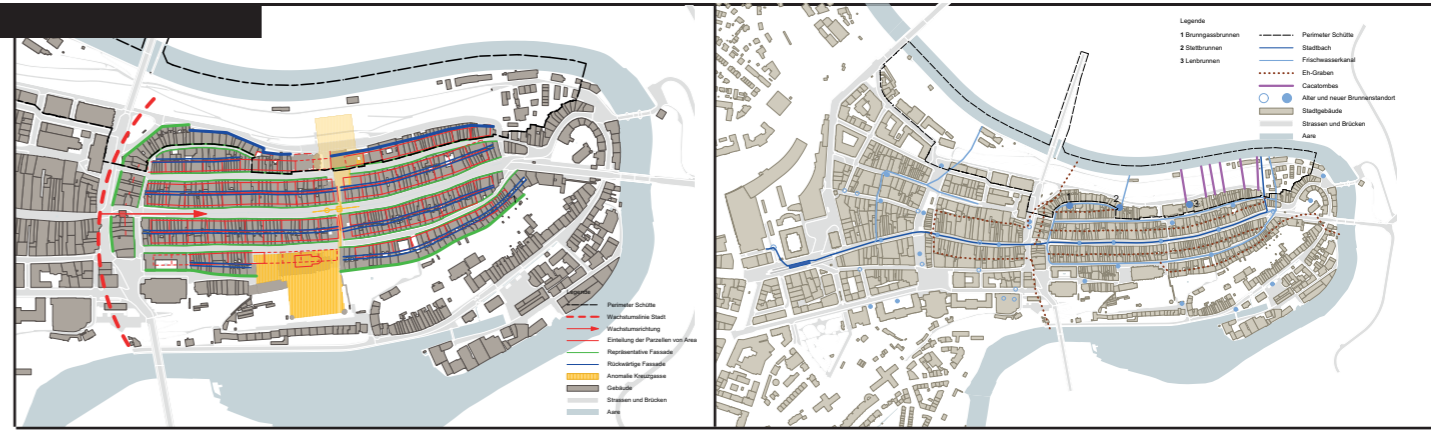 Legende
Perimeter Schütte
Wachstumslinie Stadt
Wachstumsrichtung
Einteilung der Parzellen von Area
Repräsentative Fassade
Rückwärtige Fassade
Anomalie Kreuzgasse
Gebäude
Strassen und Brücken
Aare
Legende
1 Brunngassbrunnen
2 Stettbrunnen
3 Lenbrunnen
Perimeter Schütte
Stadtbach
Frischwasserkanal
Eh-Graben
Cacatombes
Alter und neuer Brunnenstandort
Stadtgebäude
Strassen und Brücken
Aare
1
2
3